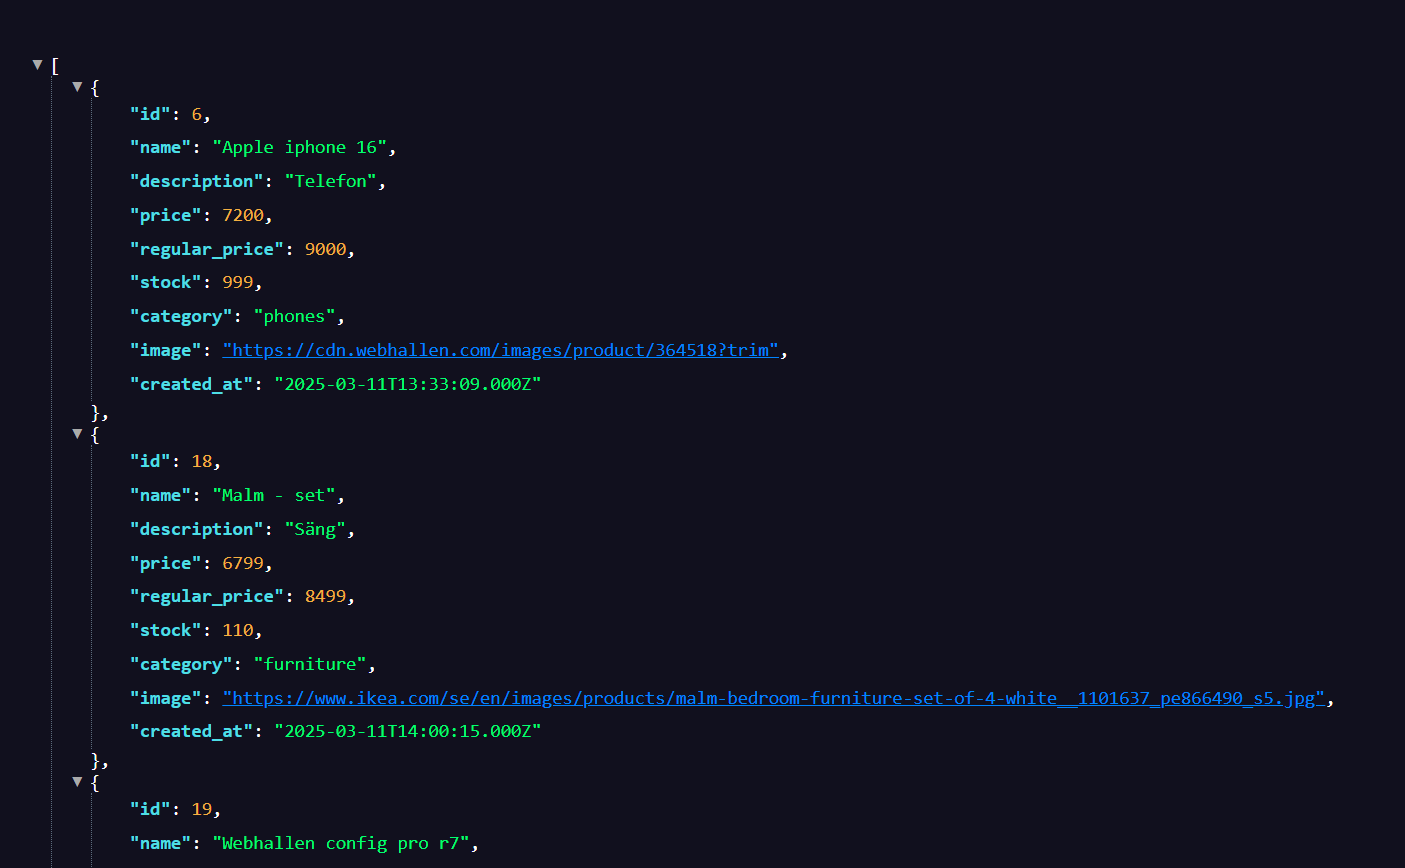 [
{
"id": 6,
"name": "Apple iphone 16",
"description": "Telefon",
"price": 7200,
"regular_price": 9000,
"stock": 999,
"category": "phones",
"image": "https://cdn.webhallen.com/images/product/364518?trim",
"created_at": "2025-03-11T13:33:09.000Z"
},
{
"id": 18,
"name": "Malm - set",
"description": "Säng",
"price": 6799,
"regular_price": 8499,
"stock": 110,
"category": "furniture",
"image": "https://www.ikea.com/se/en/images/products/malm-bedroom-furniture-set-of-4-white__1101637_pe866490_s5.jpg",
"created_at": "2025-03-11T14:00:15.000Z"
},
{
"id": 19,
"name": "Webhallen config pro r7",